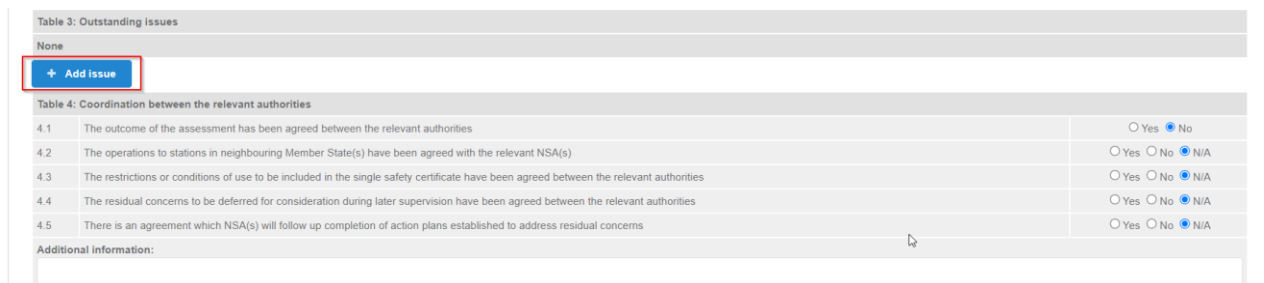 Table 3: Outstanding issues
None
+ Add issue
Table 4: Coordination between the relevant authorities
4.1 The outcome of the assessment has been agreed between the relevant authorities Yes No
4.2 The operations to stations in neighbouring Member State(s) have been agreed with the relevant NSA(s) Yes No N/A
4.3 The restrictions or conditions of use to be included in the single safety certificate have been agreed between the relevant authorities Yes No N/A
4.4 The residual concerns to be deferred for consideration during later supervision have been agreed between the relevant authorities Yes No N/A
4.5 There is an agreement which NSA(s) will follow up completion of action plans established to address residual concerns Yes No N/A
Additional information: